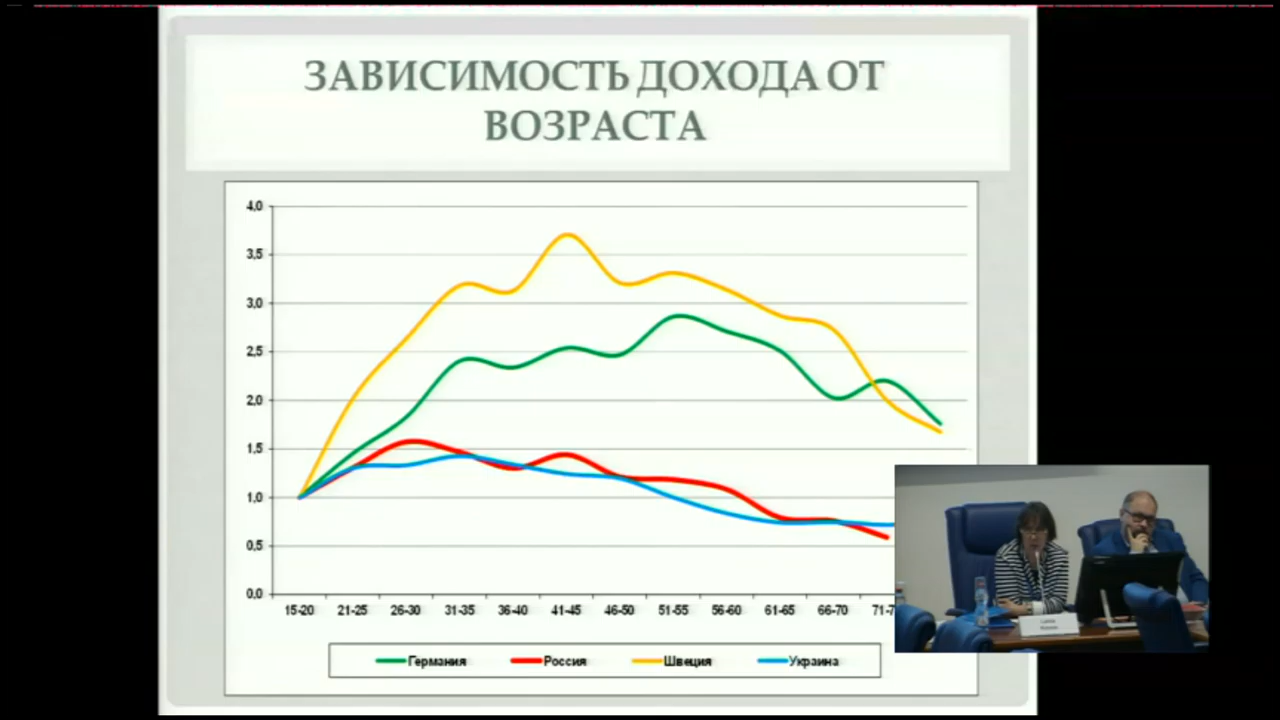 ЗАВИСИМОСТЬ ДОХОДА ОТ
ВОЗРАСТА
4,0
3,5
3,0
2,5
2,0
1,5
1,0
0,5
0,0
15-20 21-25 26-30 31-35 36-40 41-45 46-50 51-55 56-60 61-65 66-70 71-7
Германия Россия Швеция Украина